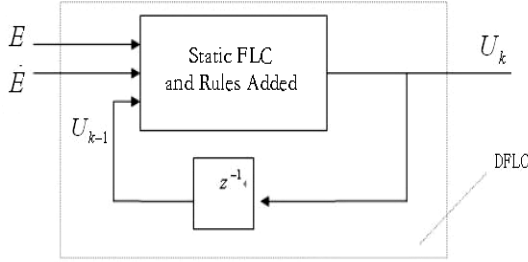 E
Ė
Static FLC
and Rules Added
U_k
U_{k-1}
z^{-1}
DFLC